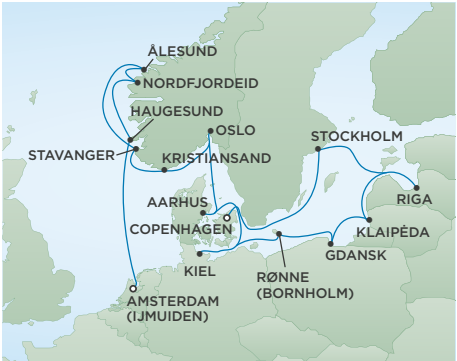 ÅLESUND
NORDFJORDEID
HAUGESUND
OSLO
STOCKHOLM
STAVANGER
KRISTIANSAND
RIGA
AARHUS
COPENHAGEN
KLAIPĖDA
GDANSK
KIEL
RØNNE
(BORNHOLM)
AMSTERDAM
(IJMUIDEN)